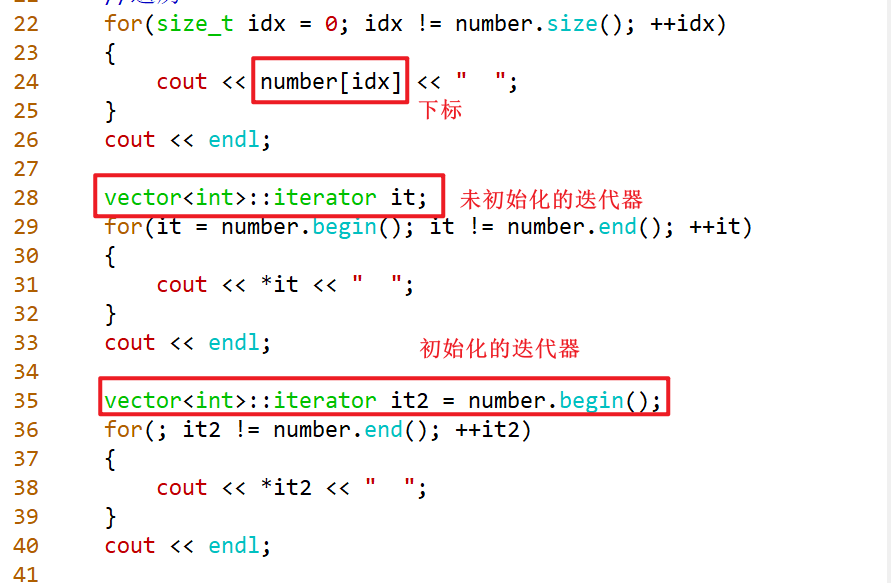 22 for(size_t idx = 0; idx != number.size(); ++idx)
23 {
24 cout << number[idx] << "  ";
下标
25 }
26 cout << endl;
27
28 vector<int>::iterator it; 未初始化的迭代器
29 for(it = number.begin(); it != number.end(); ++it)
30 {
31 cout << *it << "  ";
32 }
33 cout << endl;
初始化的迭代器
34
35 vector<int>::iterator it2 = number.begin();
36 for(; it2 != number.end(); ++it2)
37 {
38 cout << *it2 << "  ";
39 }
40 cout << endl;
41